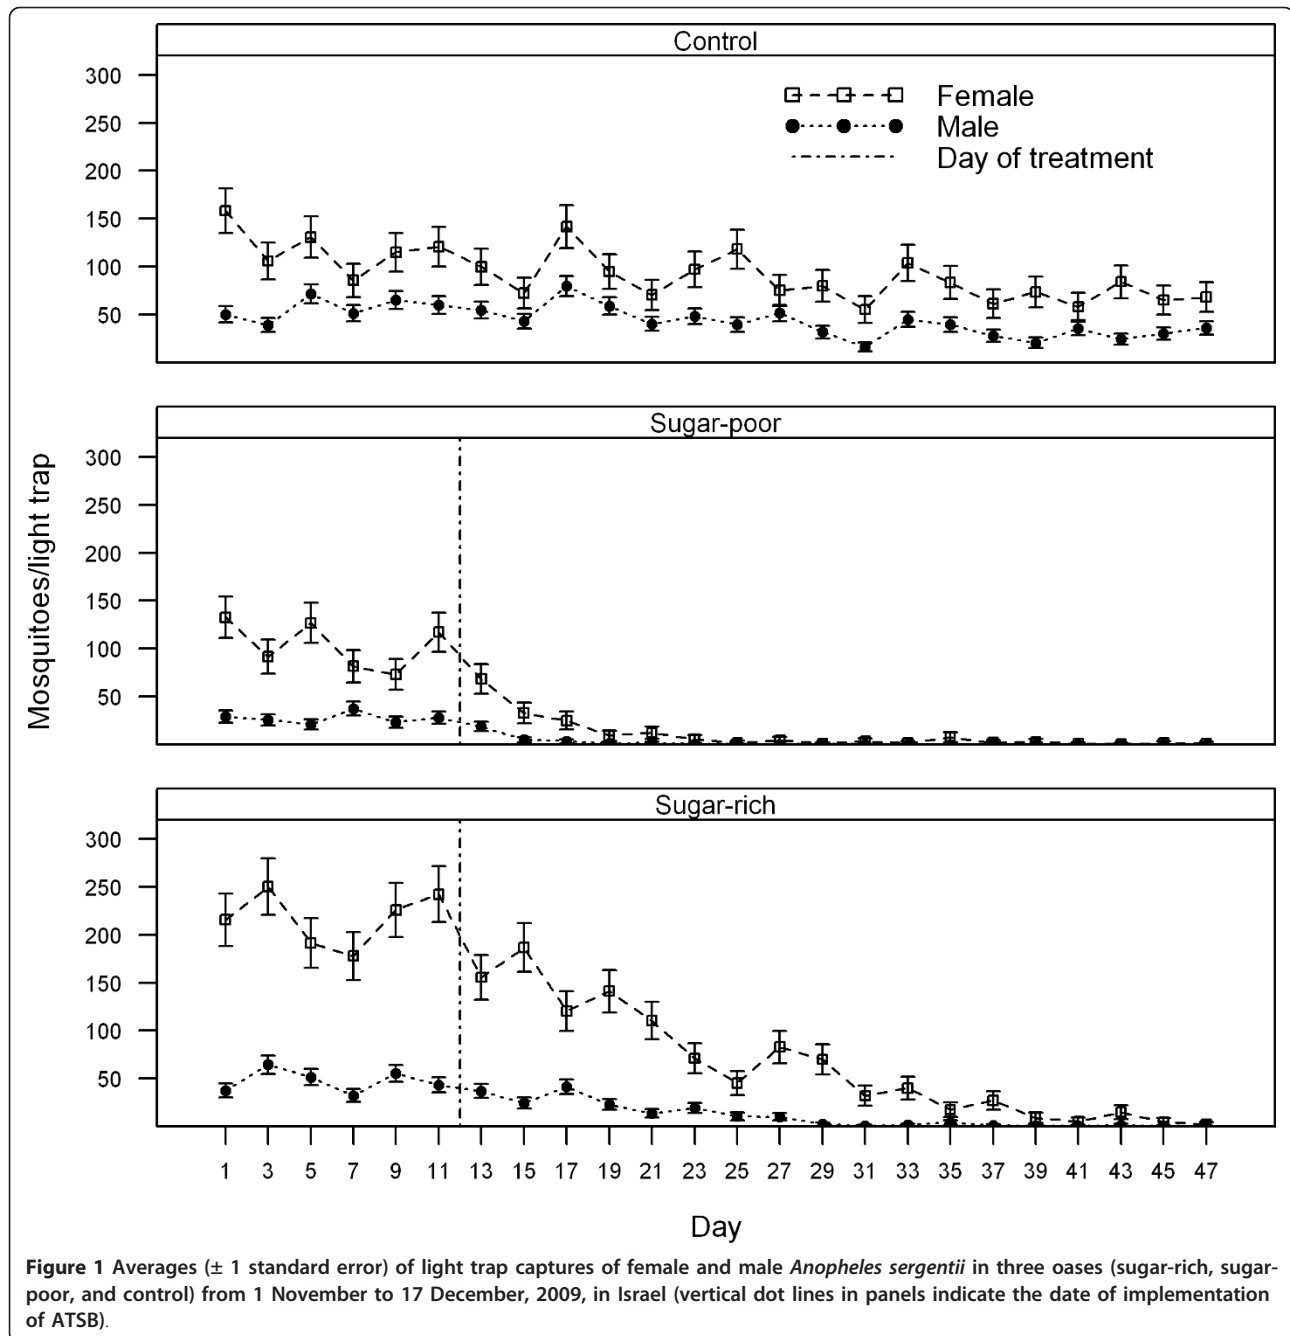 Control
300
250
200
150
100
50
Female
Male
Day of treatment
Sugar-poor
300
250
200
150
100
50
Mosquitoes/light trap
Sugar-rich
300
250
200
150
100
50
1 3 5 7 9 11 13 15 17 19 21 23 25 27 29 31 33 35 37 39 41 43 45 47
Day
Figure 1 Averages (± 1 standard error) of light trap captures of female and male Anopheles sergentii in three oases (sugar-rich, sugar-
poor, and control) from 1 November to 17 December, 2009, in Israel (vertical dot lines in panels indicate the date of implementation
of ATSB).